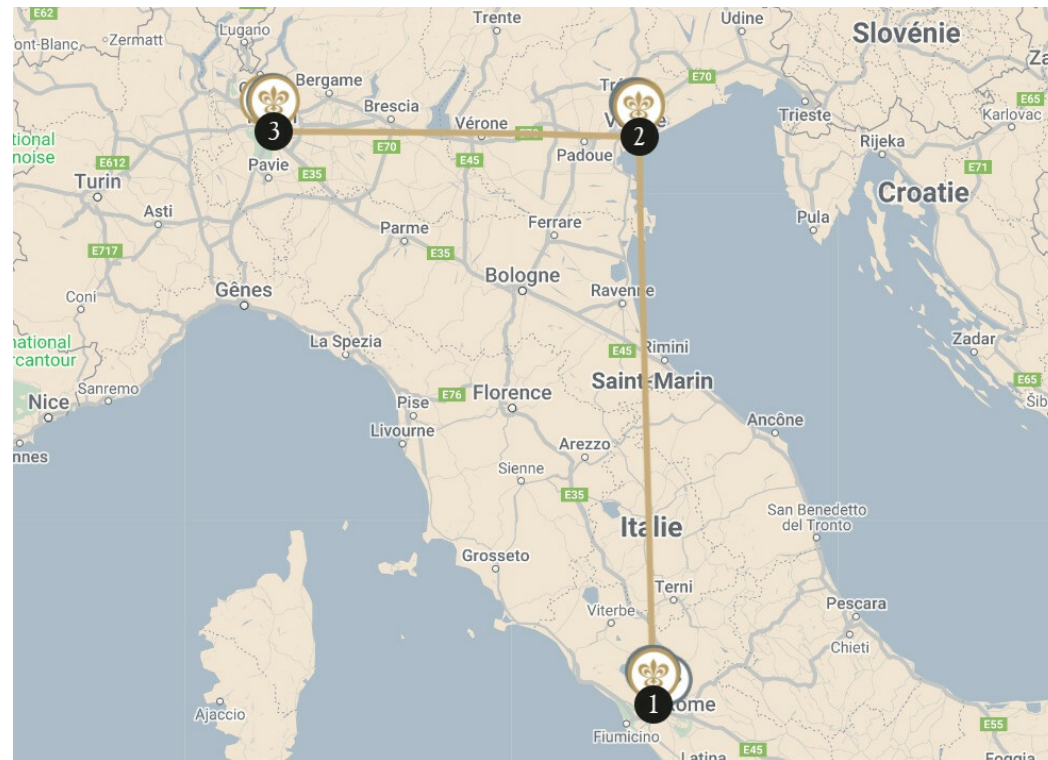 E62
Trente
Udine
Slovénie
ont-Blanc
Zermatt
Lugano
Bergame
E70
Brescia
Trieste
E65
Karlovac
3
2
Vérone
Padoue
Rijeka
tional
noise
E612
Pavie
E70
E45
E35
E71
Turin
Croatie
Asti
Ferrare
Pula
E717
Parme
E35
Bologne
Coni
Gênes
Ravenne
Zadar
national
rcantour
La Spezia
E45
Rimini
Saint-Marin
E65
Sanremo
Nice
E76
Florence
Pise
Livourne
Ancône
nnes
Arezzo
Sienne
E35
San Benedetto
del Tronto
Italie
Grosseto
Terni
Viterbe
Pescara
Chieti
1
ome
Ajaccio
Fiumicino
E55
Latina
E45
Foggia